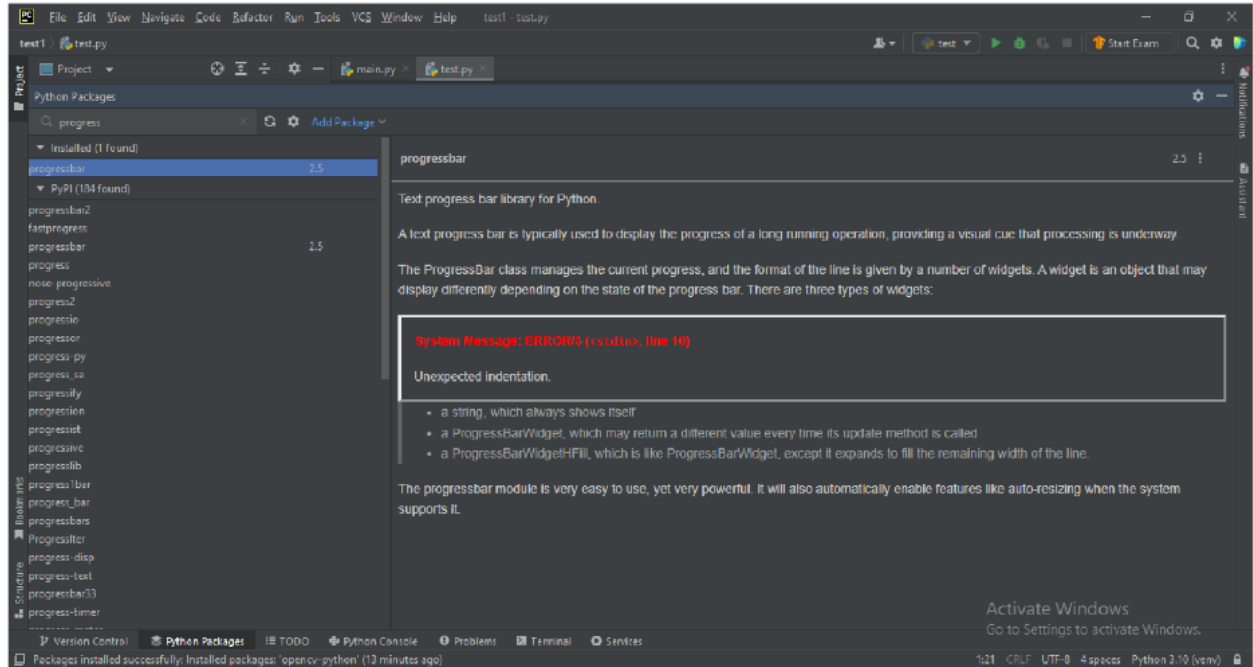 PC File Edit View Navigate Code Refactor Run Tools VCS Window Help test1 - test.py
test1 test.py test Start Exam
Project main.py test.py
Project
Python Packages
Notifications
progress Add Package
Installed (1 found)
progressbar 2.5
progressbar 2.5
PyPI (184 found)
Assistant
Text progress bar library for Python.
progressbar2
fastprogress
A text progress bar is typically used to display the progress of a long running operation, providing a visual cue that processing is underway.
progressbar 2.5
progress
The ProgressBar class manages the current progress, and the format of the line is given by a number of widgets. A widget is an object that may
nose-progressive
display differently depending on the state of the progress bar. There are three types of widgets:
progress2
progressio
progressor
System Message: ERROR/3 (<stdin>, line 10)
progress-py
progress_sa
Unexpected indentation.
progressify
progression
a string, which always shows itself
progressist
a ProgressBarWidget, which may return a different value every time its update method is called
progressive
a ProgressBarWidgetHFill, which is like ProgressBarWidget, except it expands to fill the remaining width of the line.
progresslib
Bookmarks
progress1bar
The progressbar module is very easy to use, yet very powerful. It will also automatically enable features like auto-resizing when the system
progress_bar
supports it.
progressbars
ProgressIter
progress-disp
Structure
progress-text
progressbar33
progress-timer
Activate Windows
Go to Settings to activate Windows.
Version Control Python Packages TODO Python Console Problems Terminal Services
Packages installed successfully: Installed packages: 'opencv-python' (13 minutes ago) 1:21 CRLF UTF-8 4 spaces Python 3.10 (venv)